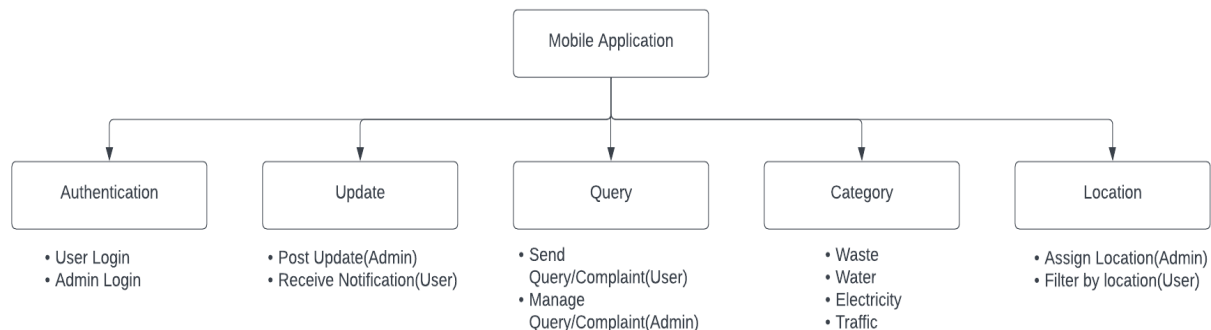 Mobile Application
Authentication
Update
Query
Category
Location
• User Login
• Admin Login
• Post Update(Admin)
• Receive Notification(User)
• Send
Query/Complaint(User)
• Manage
Query/Complaint(Admin)
• Waste
• Water
• Electricity
• Traffic
• Assign Location(Admin)
• Filter by location(User)